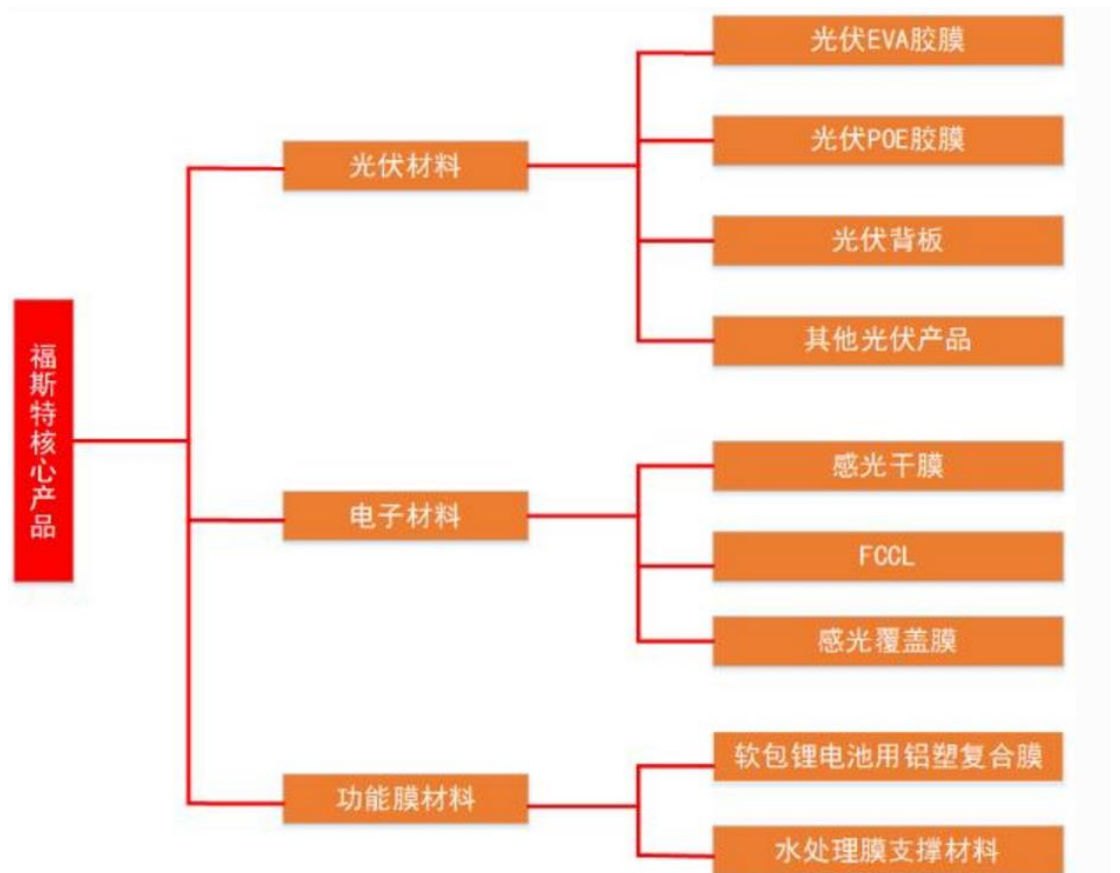 福斯特核心产品
光伏材料
光伏EVA胶膜
光伏POE胶膜
光伏背板
其他光伏产品
电子材料
感光干膜
FCCL
感光覆盖膜
功能膜材料
软包锂电池用铝塑复合膜
水处理膜支撑材料